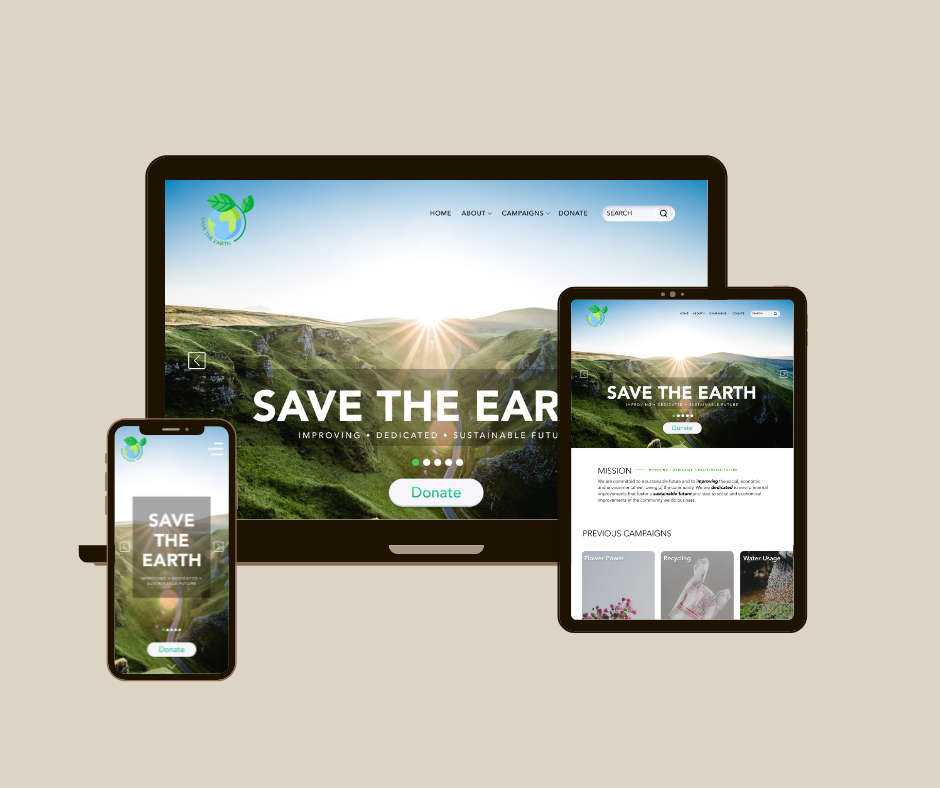 SAVE THE EARTH
HOME ABOUT CAMPAIGNS DONATE SEARCH
SAVE THE EAR
IMPROVING • DEDICATED • SUSTAINABLE FUTU
Donate
HOME ABOUT CAMPAIGNS DONATE SEARCH
SAVE THE EARTH
IMPROVING • DEDICATED • SUSTAINABLE FUTURE
Donate
MISSION IMPROVING • DEDICATED • SUSTAINABLE FUTURE
We are committed to a sustainable future and to improving the social, economic
and environmental well-being of the community. We are dedicated to environmental
improvements that foster a sustainable future and lead to social and economical
improvements in the community we do business.
PREVIOUS CAMPAIGNS
Flower Power Recycling Water Usage
SAVE
THE
EARTH
IMPROVING • DEDICATED •
SUSTAINABLE FUTURE
Donate